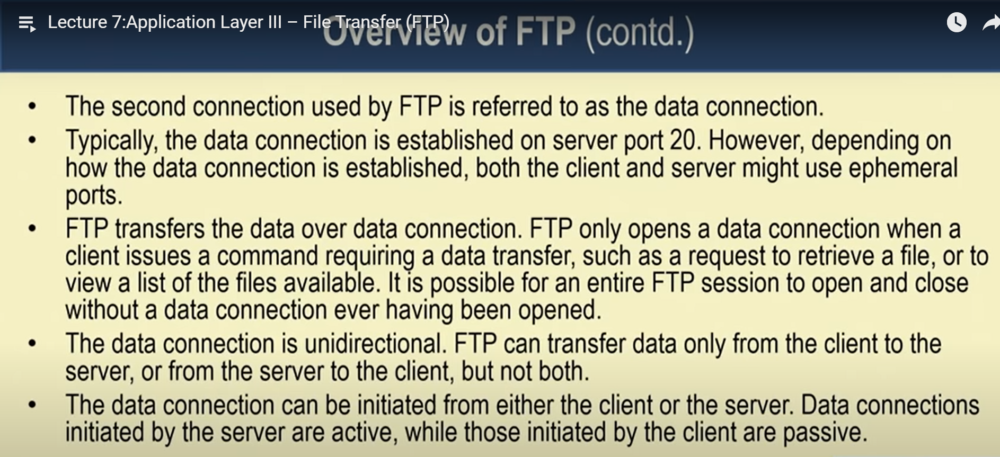 Lecture 7:Application Layer III – File Transfer (FTP)
Overview of FTP (contd.)
• The second connection used by FTP is referred to as the data connection.
• Typically, the data connection is established on server port 20. However, depending on
how the data connection is established, both the client and server might use ephemeral
ports.
• FTP transfers the data over data connection. FTP only opens a data connection when a
client issues a command requiring a data transfer, such as a request to retrieve a file, or to
view a list of the files available. It is possible for an entire FTP session to open and close
without a data connection ever having been opened.
• The data connection is unidirectional. FTP can transfer data only from the client to the
server, or from the server to the client, but not both.
• The data connection can be initiated from either the client or the server. Data connections
initiated by the server are active, while those initiated by the client are passive.